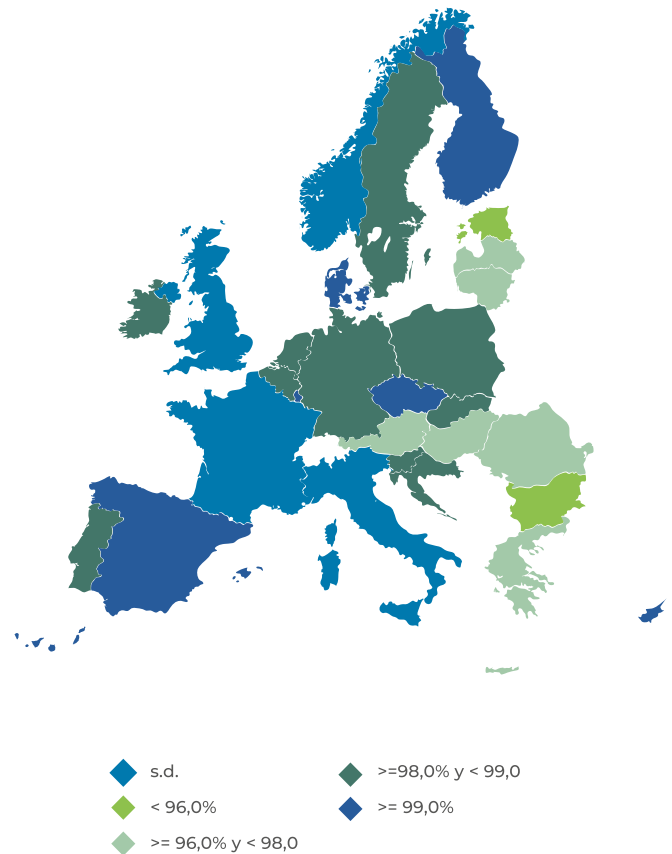 s.d.
< 96,0%
>= 96,0% y < 98,0
>=98,0% y < 99,0
>= 99,0%